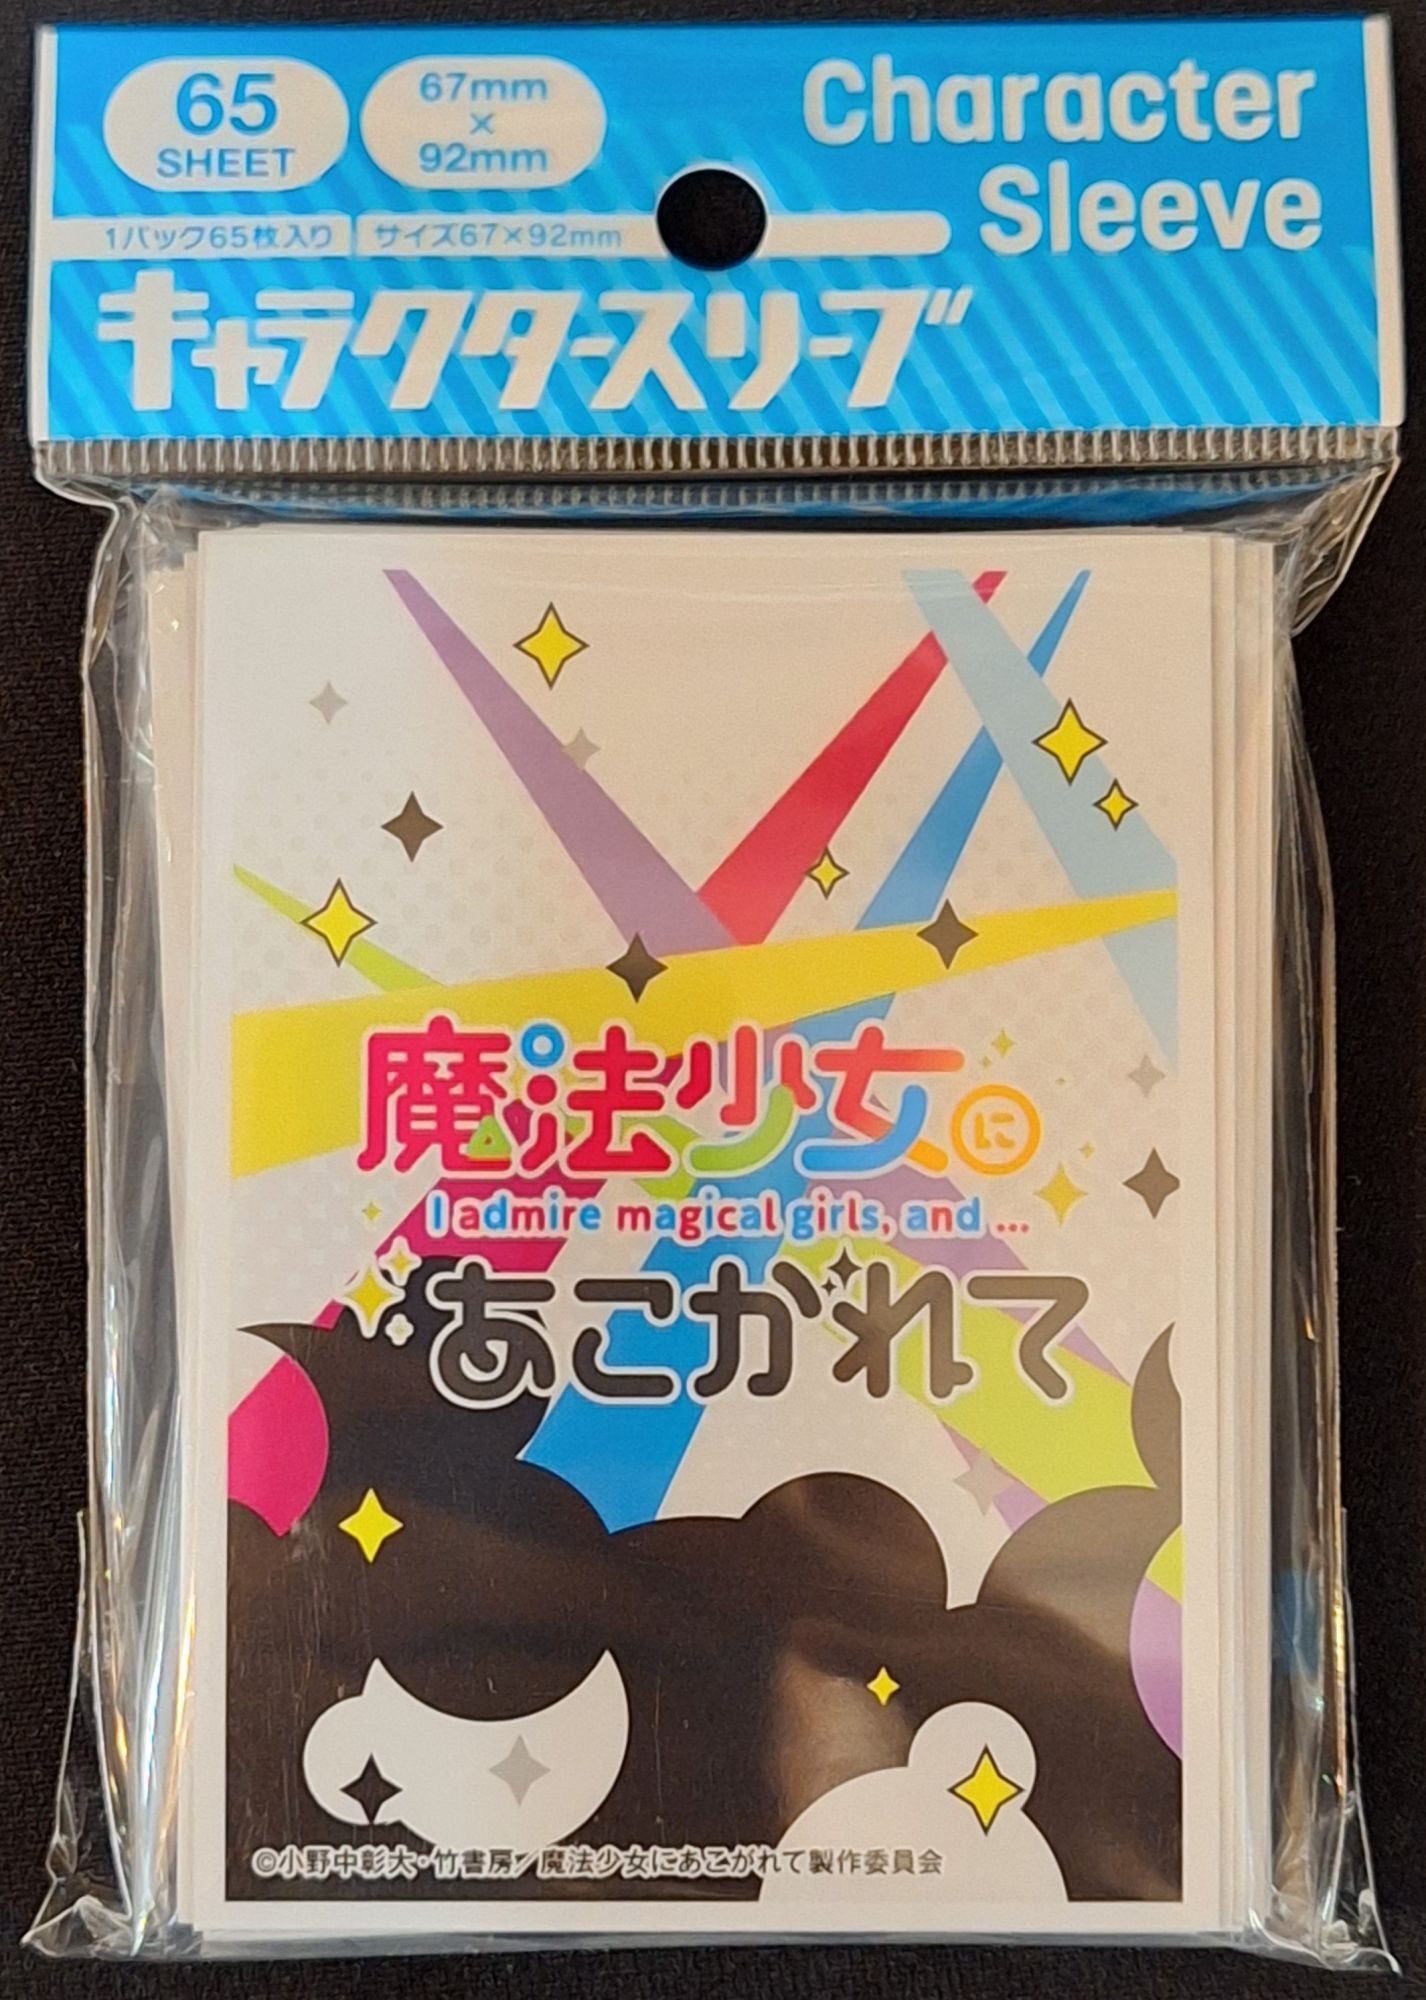 65
SHEET
67mm
×
92mm
Character
Sleeve
1パック65枚入り
サイズ67×92mm
キャラクタースリーブ
魔法少女に
I admire magical girls, and ...
あこがれて
©小野中彰大・竹書房／魔法少女にあこがれて製作委員会